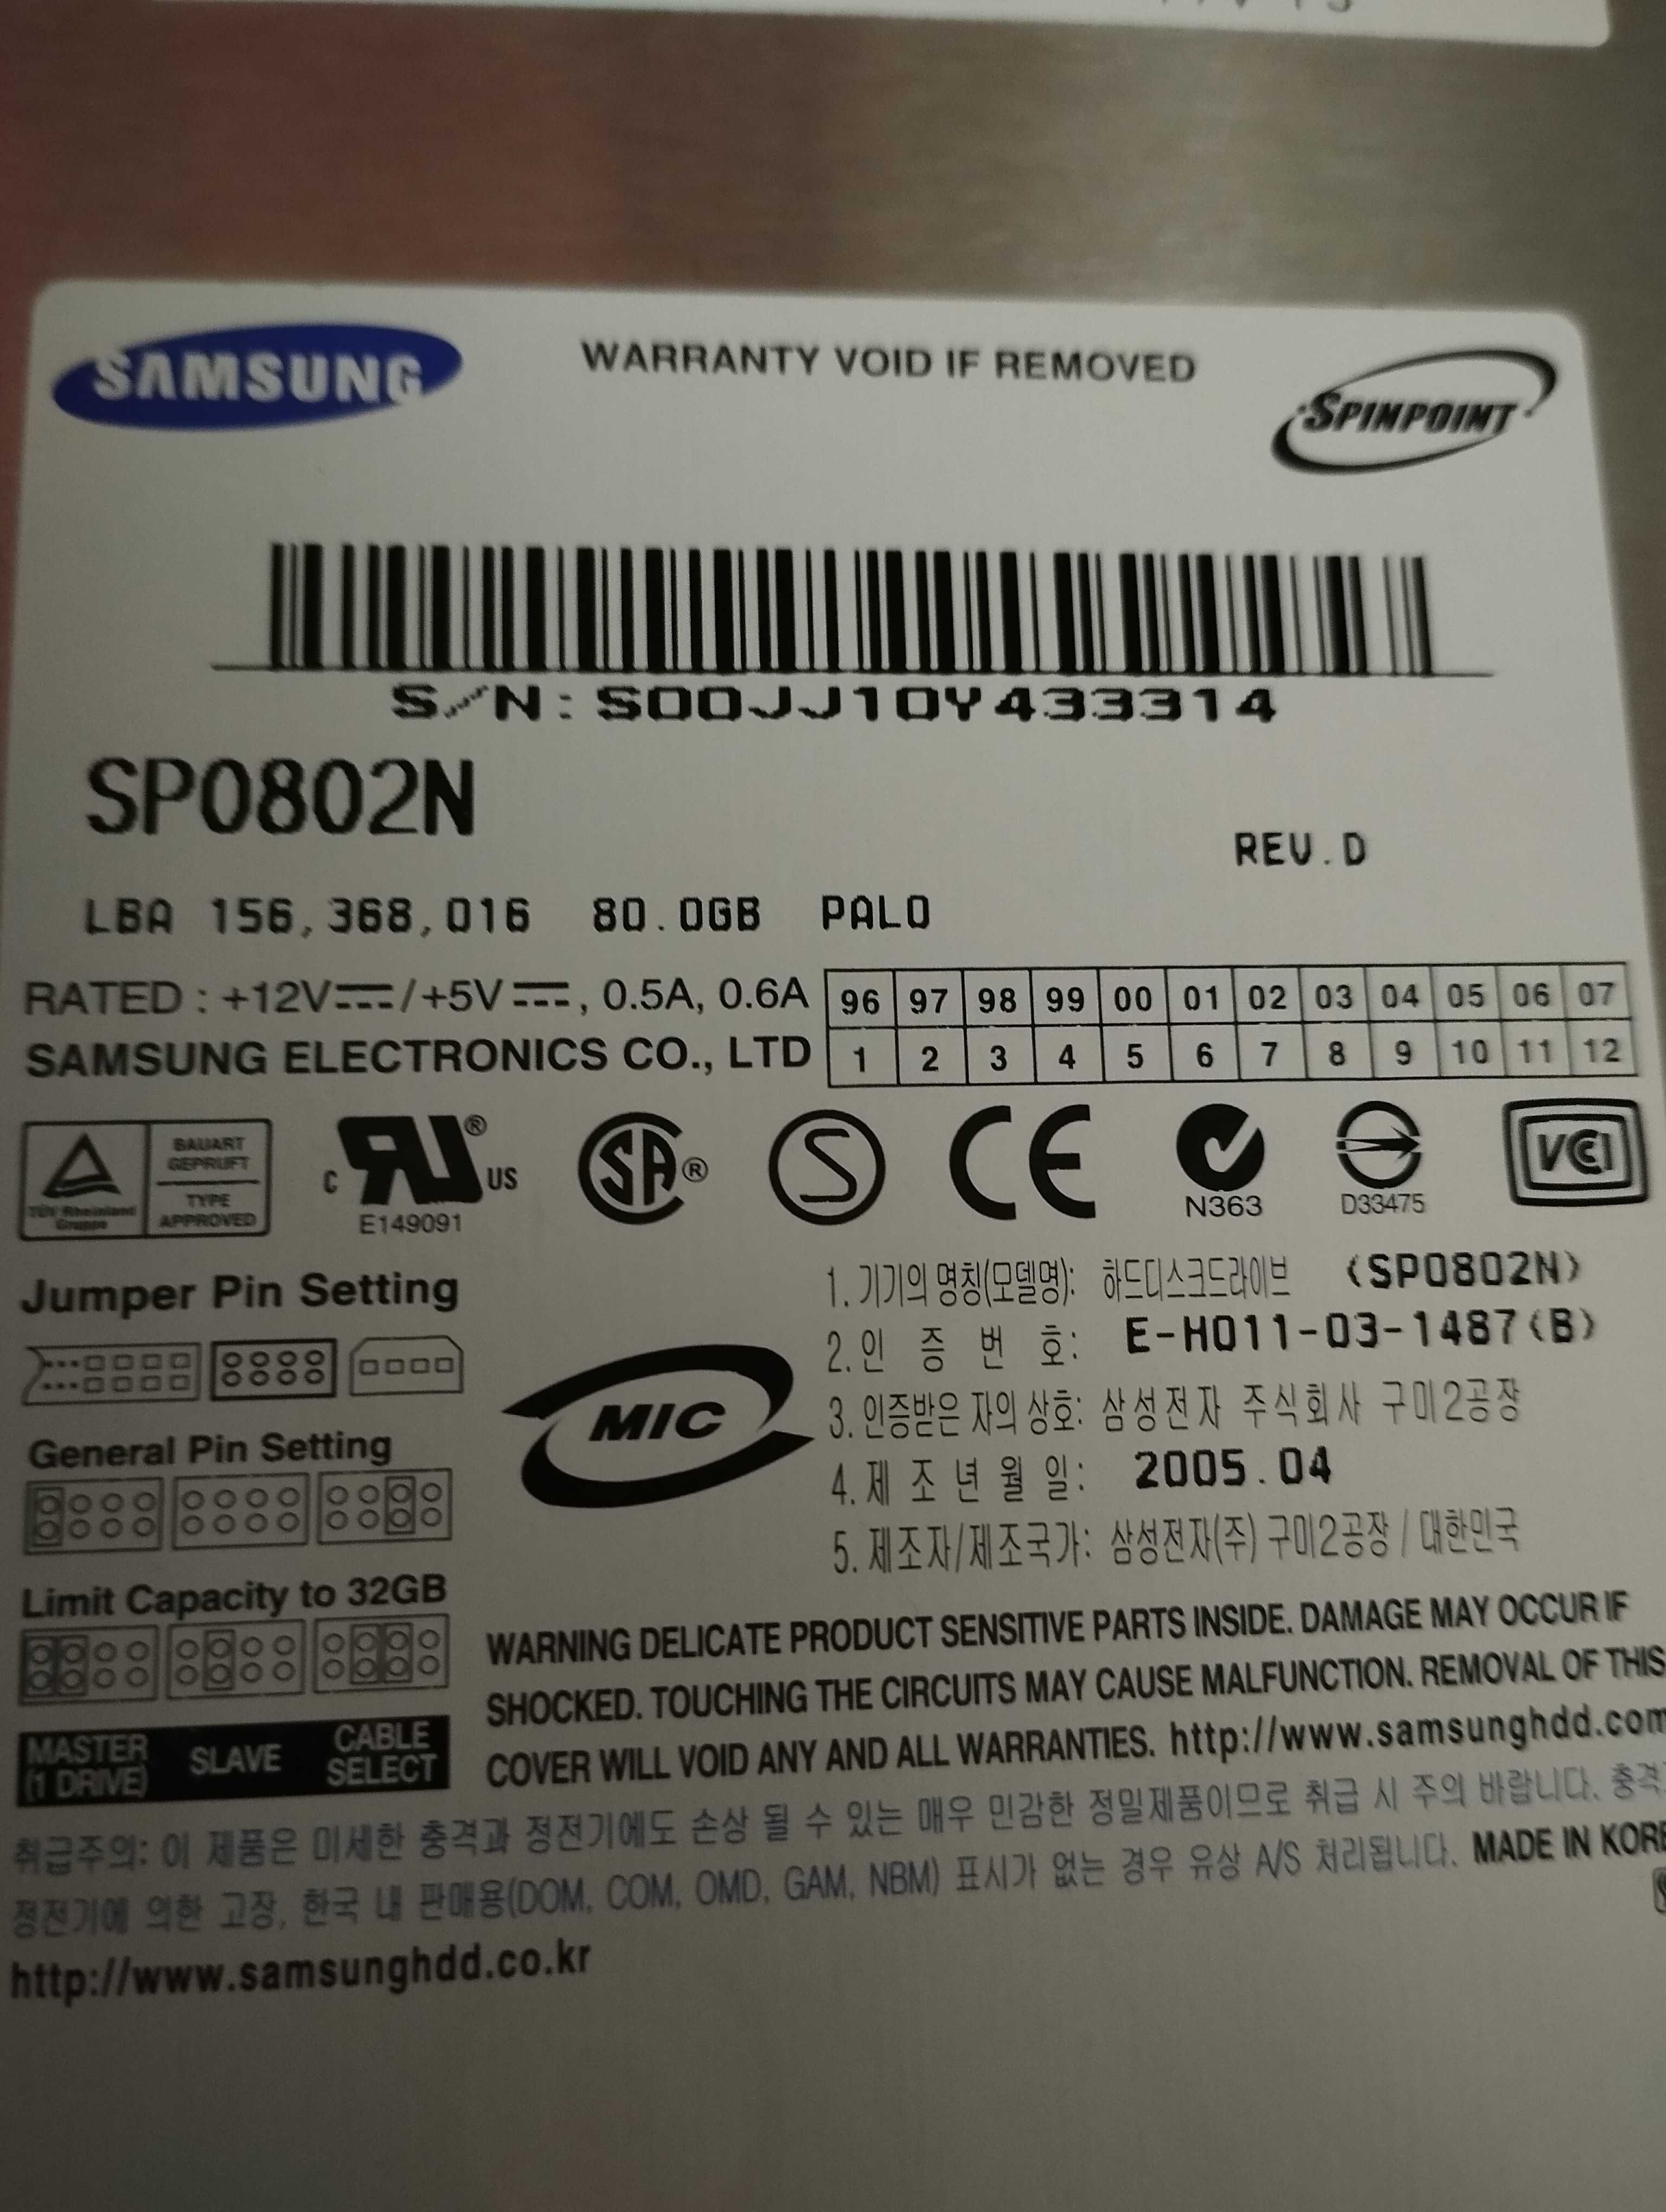 SAMSUNG
WARRANTY VOID IF REMOVED
SPINPOINT
S/N: S00JJ10Y433314
SP0802N
REV.D
LBA 156,368,016 80.0GB PALO
RATED : +12V / +5V , 0.5A, 0.6A
SAMSUNG ELECTRONICS CO., LTD
96 97 98 99 00 01 02 03 04 05 06 07
1 2 3 4 5 6 7 8 9 10 11 12
TÜV Rheinland Gruppe
BAUART GEPRUFT
TYPE APPROVED
C RU ® US
E149091
SA ®
S
CE
N363
D33475
VCI
Jumper Pin Setting
General Pin Setting
Limit Capacity to 32GB
MASTER (1 DRIVE) SLAVE CABLE SELECT
MIC
1. 기기의 명칭(모델명): 하드디스크드라이브 (SP0802N)
2. 인 증 번 호: E-H011-03-1487(B)
3. 인증받은 자의 상호: 삼성전자 주식회사 구미2공장
4. 제 조 년 월 일: 2005.04
5. 제조자/제조국가: 삼성전자(주) 구미2공장 / 대한민국
WARNING DELICATE PRODUCT SENSITIVE PARTS INSIDE. DAMAGE MAY OCCUR IF
SHOCKED. TOUCHING THE CIRCUITS MAY CAUSE MALFUNCTION. REMOVAL OF THIS
COVER WILL VOID ANY AND ALL WARRANTIES. http://www.samsunghdd.com
취급주의: 이 제품은 미세한 충격과 정전기에도 손상 될 수 있는 매우 민감한 정밀제품이므로 취급 시 주의 바랍니다. 충격
정전기에 의한 고장, 한국 내 판매용(DOM, COM, OMD, GAM, NBM) 표시가 없는 경우 유상 A/S 처리됩니다. MADE IN KORE
http://www.samsunghdd.co.kr